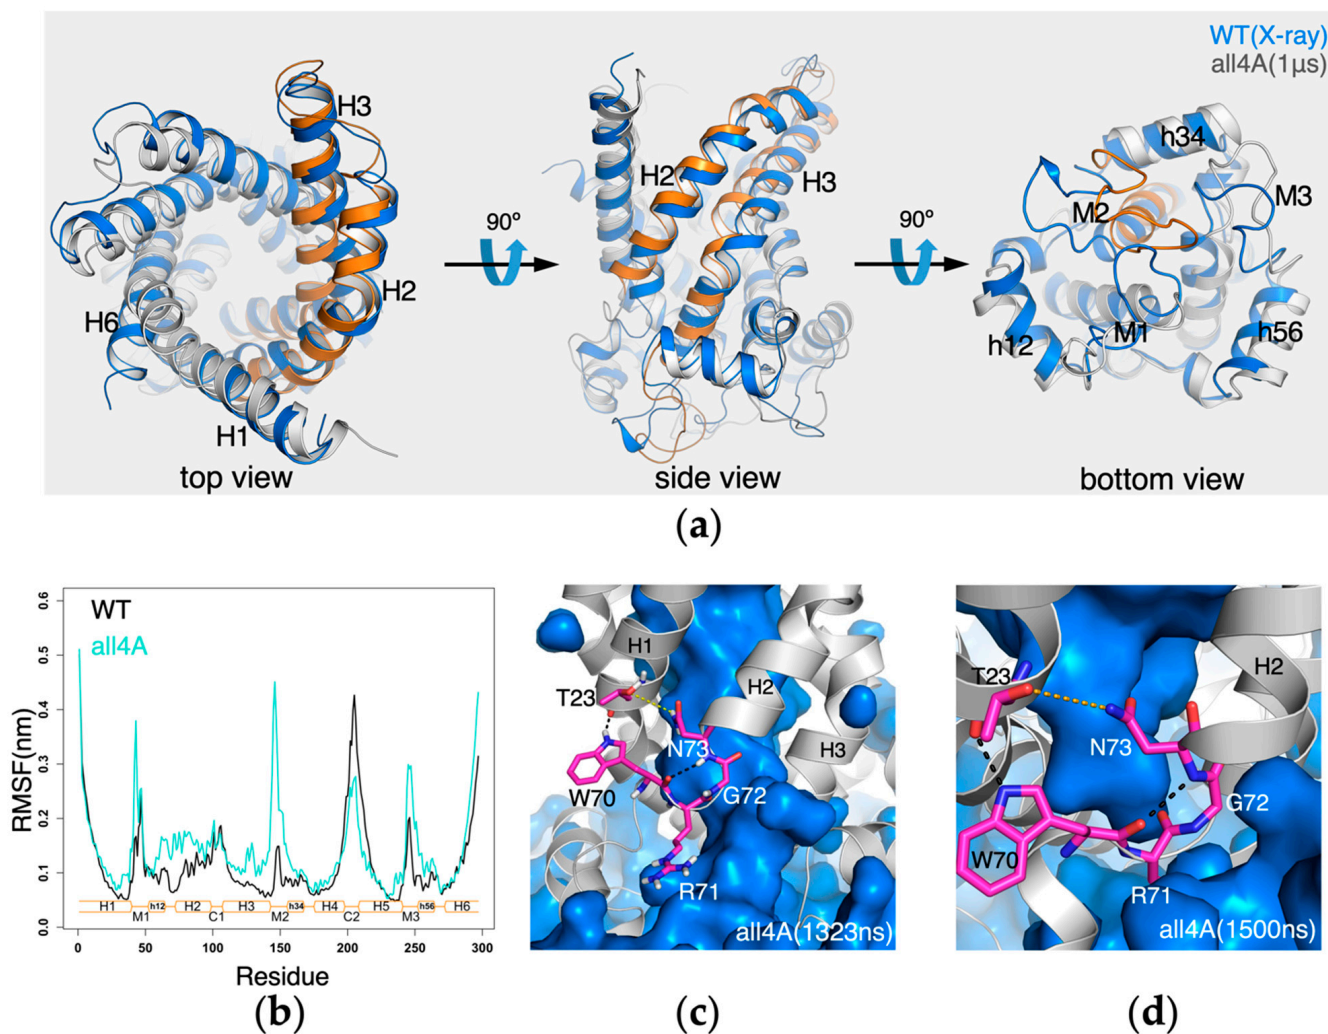 WT(X-ray)
all4A(1µs)
H3
H2
H6
H1
top view
90º
H2
H3
side view
90º
h34
M2
M3
h12
M1
h56
bottom view
(a)
WT
all4A
RMSF(nm)
0.6
0.5
0.4
0.3
0.2
0.1
0.0
H1 M1 h12 H2 C1 H3 M2 h34 H4 C2 H5 M3 h56 H6
0 50 100 150 200 250 300
Residue
(b)
H1
T23
H2
N73
H3
W70
G72
R71
all4A(1323ns)
(c)
T23
H2
N73
G72
W70
R71
all4A(1500ns)
(d)